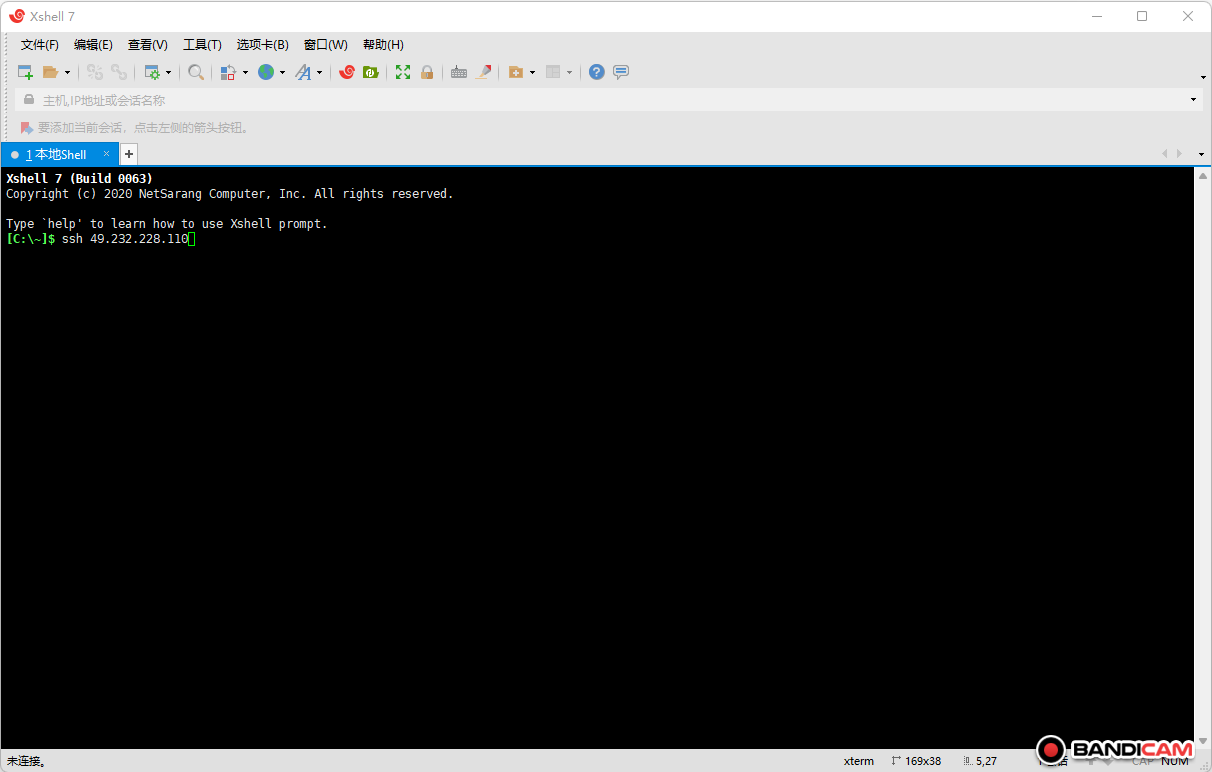 Xshell 7
文件(F) 编辑(E) 查看(V) 工具(T) 选项卡(B) 窗口(W) 帮助(H)
主机,IP地址或会话名称
要添加当前会话，点击左侧的箭头按钮。
1 本地Shell × +
Xshell 7 (Build 0063)
Copyright (c) 2020 NetSarang Computer, Inc. All rights reserved.
Type `help' to learn how to use Xshell prompt.
[C:\~]$ ssh 49.232.228.110
未连接。 xterm 169x38 5,27 CAP NUM
BANDICAM